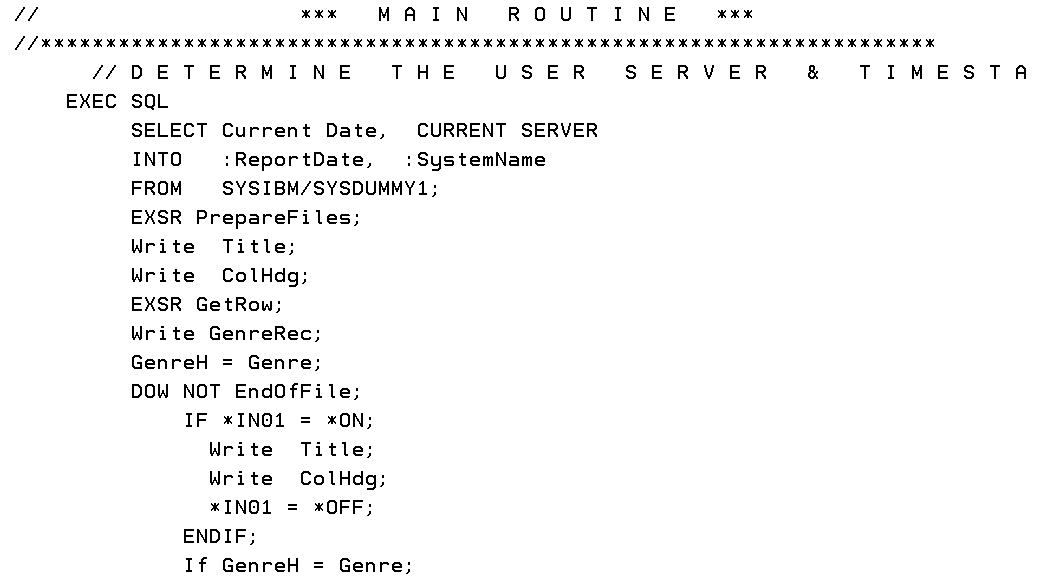 //                    ***   M A I N   R O U T I N E   ***
//*********************************************************************
      // D E T E R M I N E   T H E   U S E R   S E R V E R   &   T I M E S T A
    EXEC SQL
         SELECT Current Date,  CURRENT SERVER
         INTO   :ReportDate,  :SystemName
         FROM   SYSIBM/SYSDUMMY1;
         EXSR PrepareFiles;
         Write  Title;
         Write  ColHdg;
         EXSR GetRow;
         Write GenreRec;
         GenreH = Genre;
         DOW NOT EndOfFile;
             IF *IN01 = *ON;
               Write  Title;
               Write  ColHdg;
               *IN01 = *OFF;
             ENDIF;
             If GenreH = Genre;